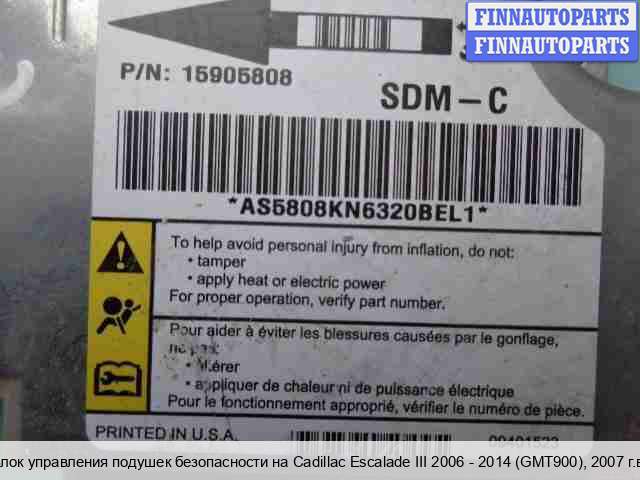 FINNAUTOPARTS
FINNAUTOPARTS
P/N: 15905808
SDM – C
*AS5808KN6320BEL1*
To help avoid personal injury from inflation, do not:
• tamper
• apply heat or electric power
For proper operation, verify part number.
Pour aider à éviter les blessures causées par le gonflage,
ne pas:
• altérer
• appliquer de chaleur ni de puissance électrique
Pour le fonctionnement approprié, vérifier le numéro de pièce.
PRINTED IN U.S.A.
лок управления подушек безопасности на Cadillac Escalade III 2006 - 2014 (GMT900), 2007 г.в